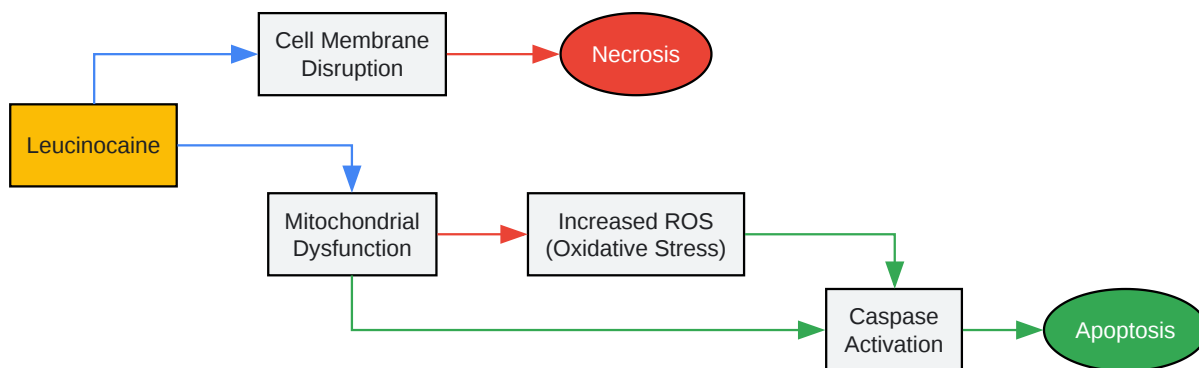 Cell Membrane
Disruption
Necrosis
Leucinocaine
Mitochondrial
Dysfunction
Increased ROS
(Oxidative Stress)
Caspase
Activation
Apoptosis